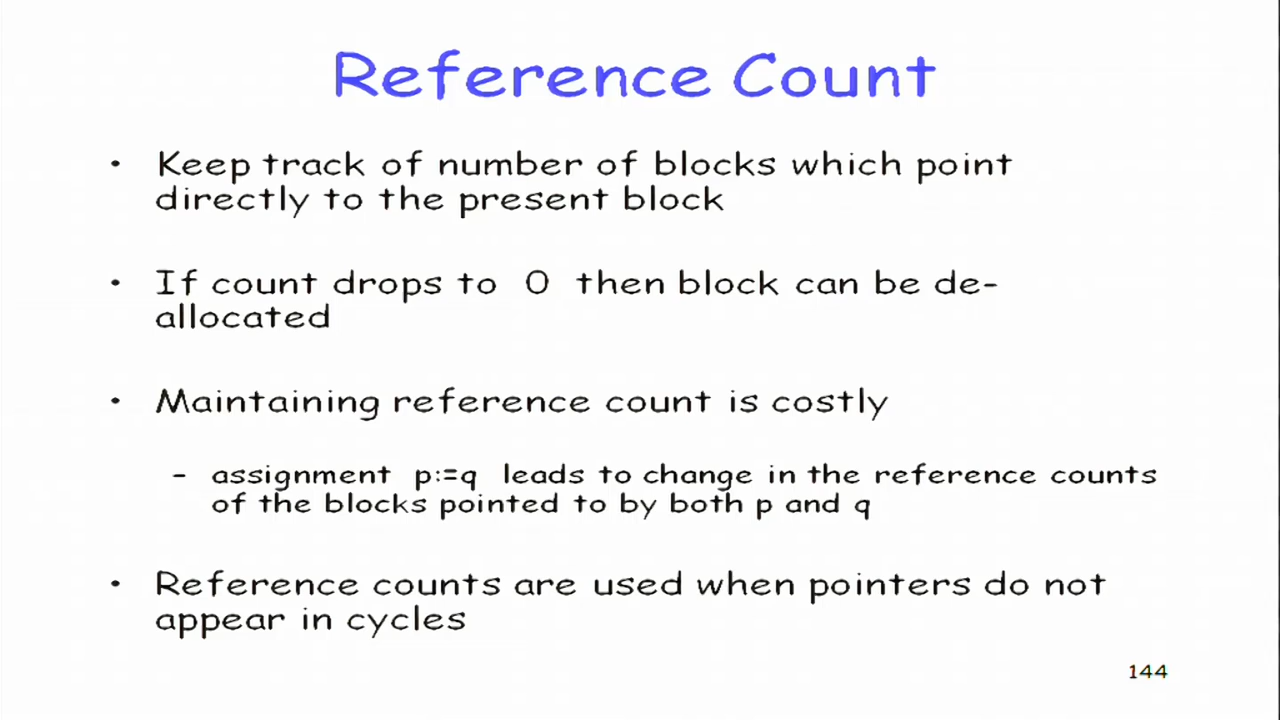 Reference Count
• Keep track of number of blocks which point
directly to the present block
• If count drops to 0 then block can be de-
allocated
• Maintaining reference count is costly
- assignment p:=q leads to change in the reference counts
of the blocks pointed to by both p and q
• Reference counts are used when pointers do not
appear in cycles
144